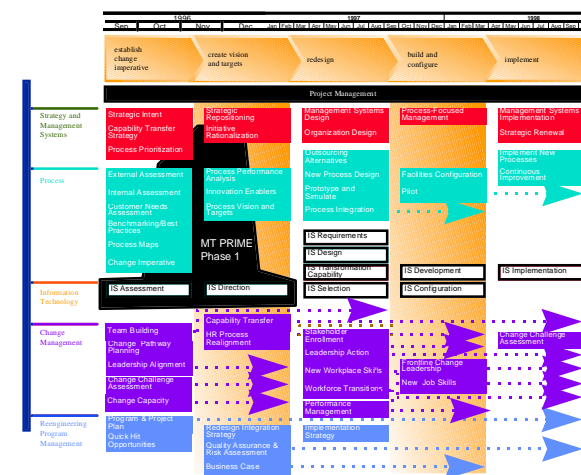 1996
1997
1998
Sep Oct Nov Dec Jan Feb Mar Apr May Jun Jul Aug Sep Oct Nov Dec Jan Feb Mar Apr May Jun Jul Aug Sep
establish
change
imperative
create vision
and targets
redesign
build and
configure
implement
Project Management
Strategy and
Management
Systems
Strategic Intent
Capability Transfer
Strategy
Process Prioritization
Strategic
Repositioning
Initiative
Rationalization
Management Systems
Design
Organization Design
Process-Focused
Management
Management Systems
Implementation
Strategic Renewal
Process
External Assessment
Internal Assessment
Customer Needs
Assessment
Benchmarking/Best
Practices
Process Maps
Change Imperative
Process Performance
Analysis
Innovation Enablers
Process Vision and
Targets
MT PRIME
Phase 1
Outsourcing
Alternatives
New Process Design
Prototype and
Simulate
Process Integration
Facilities Configuration
Pilot
Implement New
Processes
Continuous
Improvement
Information
Technology
IS Assessment
IS Direction
IS Requirements
IS Design
IS Transformation
Capability
IS Selection
IS Development
IS Configuration
IS Implementation
Change
Management
Team Building
Change Pathway
Planning
Leadership Alignment
Change Challenge
Assessment
Change Capacity
Capability Transfer
HR Process
Realignment
Stakeholder
Enrollment
Leadership Action
New Workplace Skills
Workforce Transitions
Performance
Management
Frontline Change
Leadership
New Job Skills
Change Challenge
Assessment
Reengineering
Program
Management
Program & Project
Plan
Quick Hit
Opportunities
Redesign Integration
Strategy
Quality Assurance &
Risk Assessment
Business Case
Implementation
Strategy